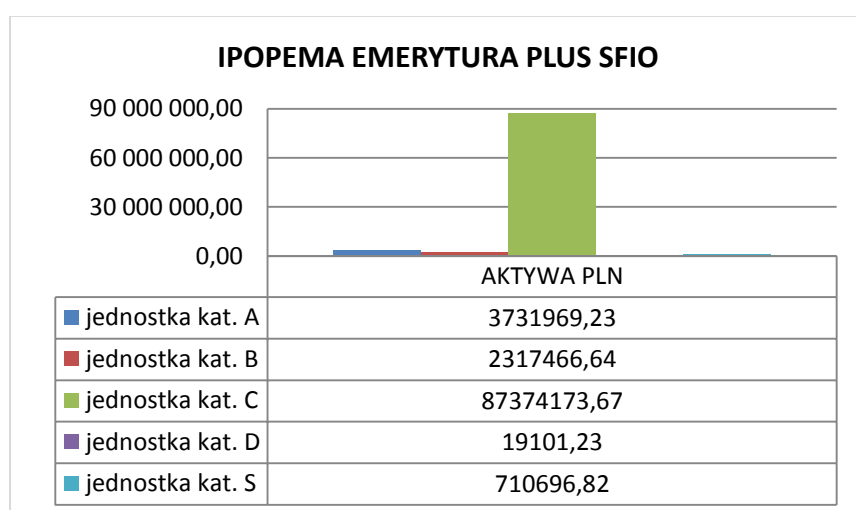 IPOPEMA EMERYTURA PLUS SFIO
90 000 000,00
60 000 000,00
30 000 000,00
0,00
AKTYWA PLN
jednostka kat. A 3731969,23
jednostka kat. B 2317466,64
jednostka kat. C 87374173,67
jednostka kat. D 19101,23
jednostka kat. S 710696,82